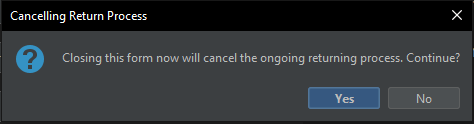 Cancelling Return Process
Closing this form now will cancel the ongoing returning process. Continue?
Yes
No